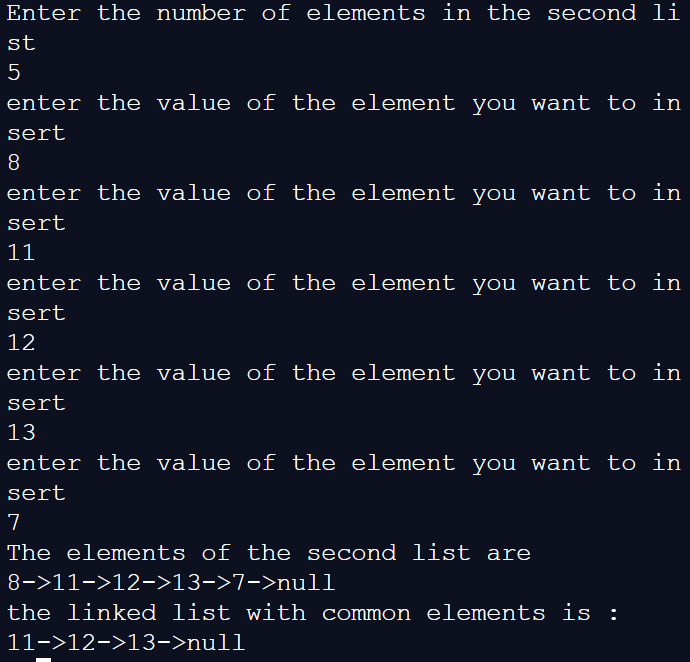 Enter the number of elements in the second li
st
5
enter the value of the element you want to in
sert
8
enter the value of the element you want to in
sert
11
enter the value of the element you want to in
sert
12
enter the value of the element you want to in
sert
13
enter the value of the element you want to in
sert
7
The elements of the second list are
8->11->12->13->7->null
the linked list with common elements is :
11->12->13->null